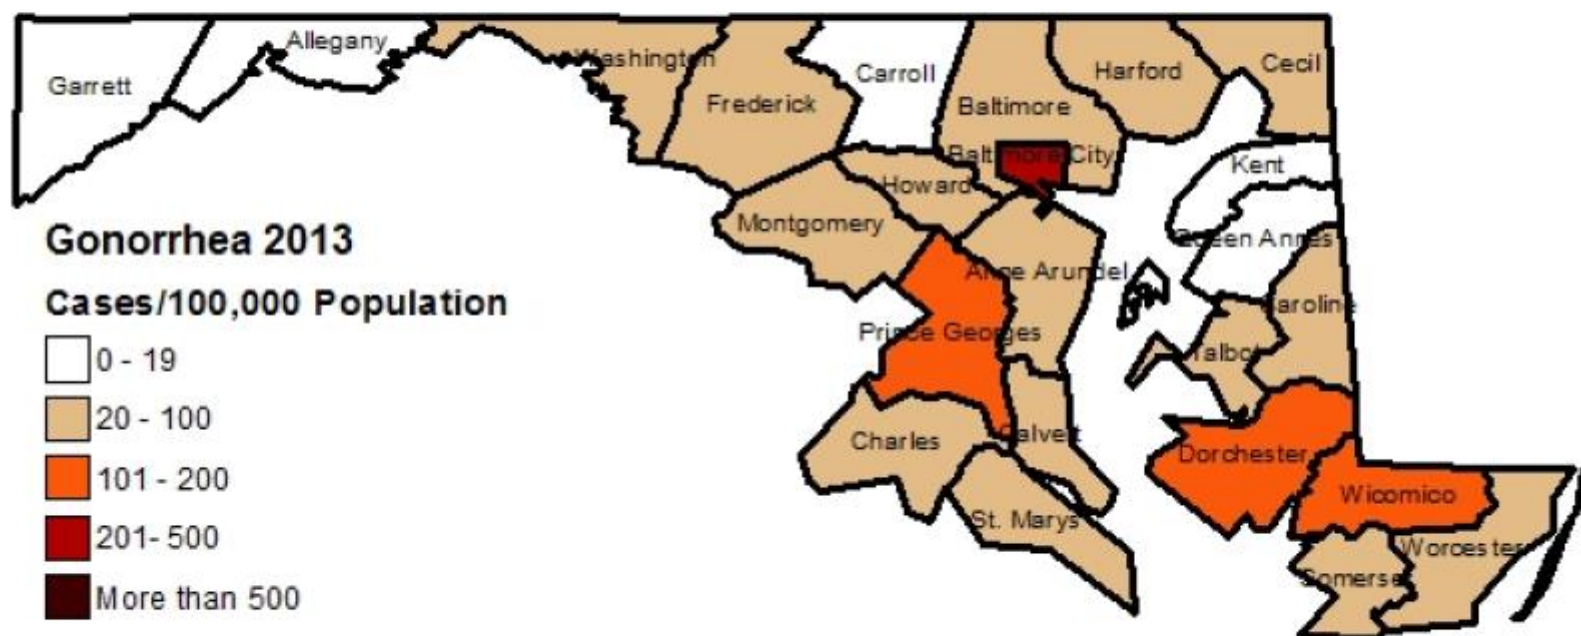 Garrett
Allegany
Washington
Frederick
Carroll
Baltimore
Harford
Cecil
Baltimore City
Howard
Kent
Montgomery
Queen Annes
Anne Arundel
Caroline
Prince Georges
Talbot
Charles
Calvert
Dorchester
Wicomico
St. Marys
Worcester
Somerset
Gonorrhea 2013
Cases/100,000 Population
0 - 19
20 - 100
101 - 200
201- 500
More than 500